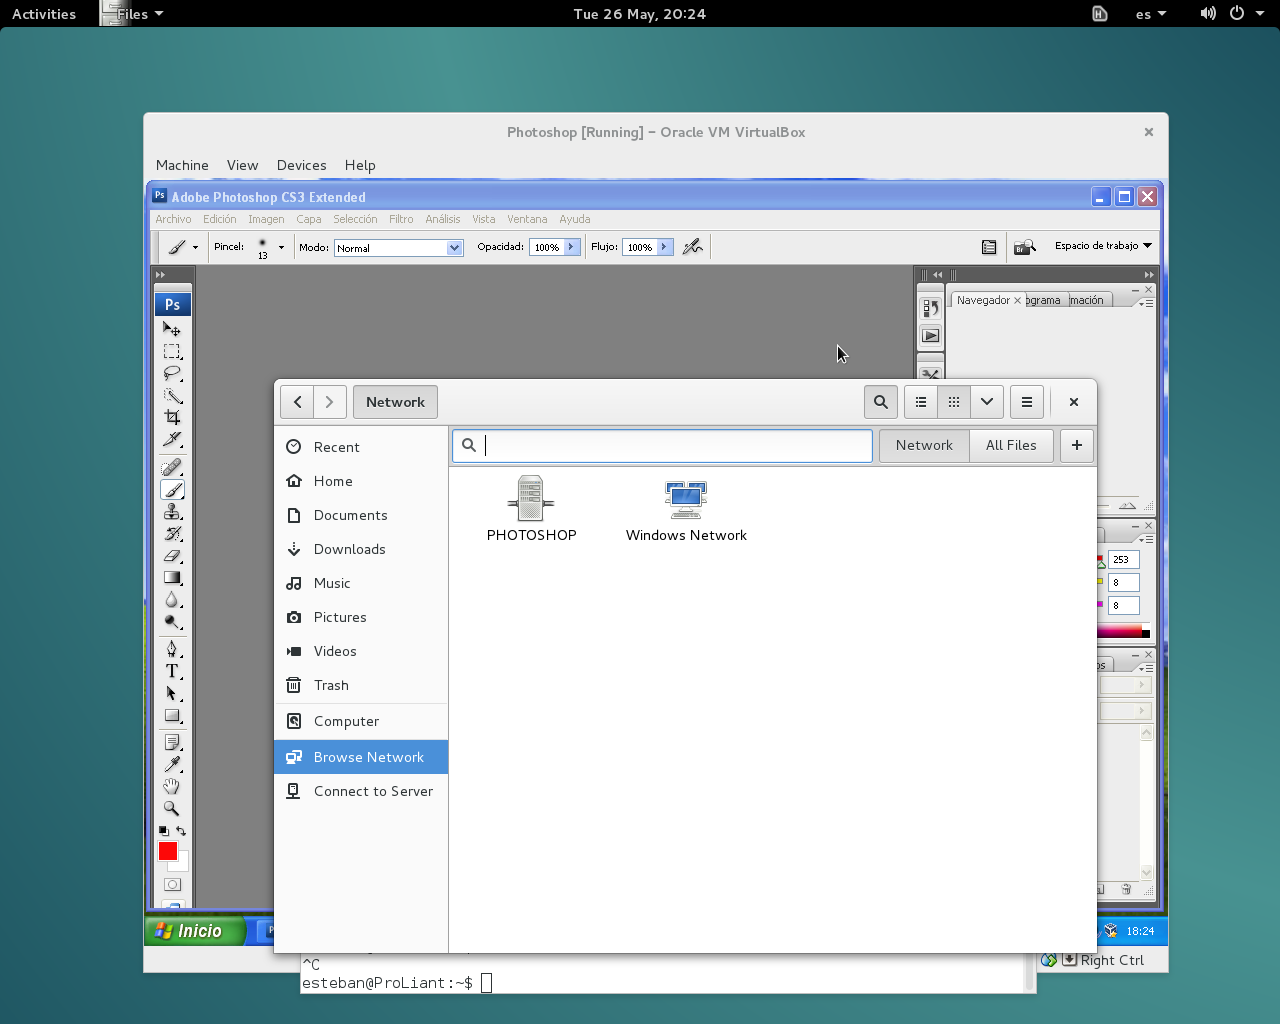 Activities Files Tue 26 May, 20:24 es
Photoshop [Running] – Oracle VM VirtualBox
Machine View Devices Help
Ps Adobe Photoshop CS3 Extended
Archivo Edición Imagen Capa Selección Filtro Análisis Vista Ventana Ayuda
Pincel: 13 Modo: Normal Opacidad: 100% Flujo: 100% Br Espacio de trabajo
Ps
Navegador × ograma mación
Network
Recent
Network All Files +
Home
Documents
Downloads
Music
Pictures
Videos
Trash
Computer
Browse Network
Connect to Server
PHOTOSHOP Windows Network
253
8
8
os
T
Inicio
18:24
Right Ctrl
^C
esteban@ProLiant:~$